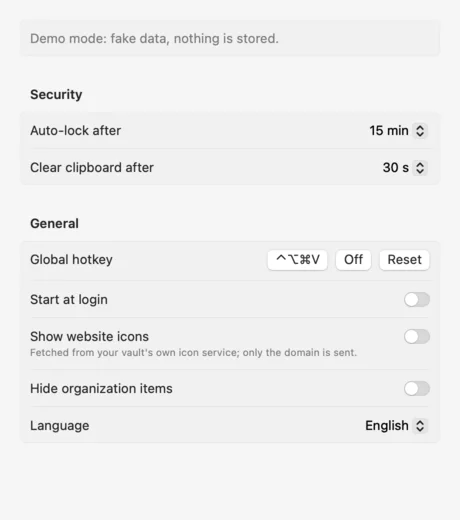 Demo mode: fake data, nothing is stored.
Security
Auto-lock after 15 min
Clear clipboard after 30 s
General
Global hotkey ^⌥⌘V Off Reset
Start at login
Show website icons
Fetched from your vault's own icon service; only the domain is sent.
Hide organization items
Language English